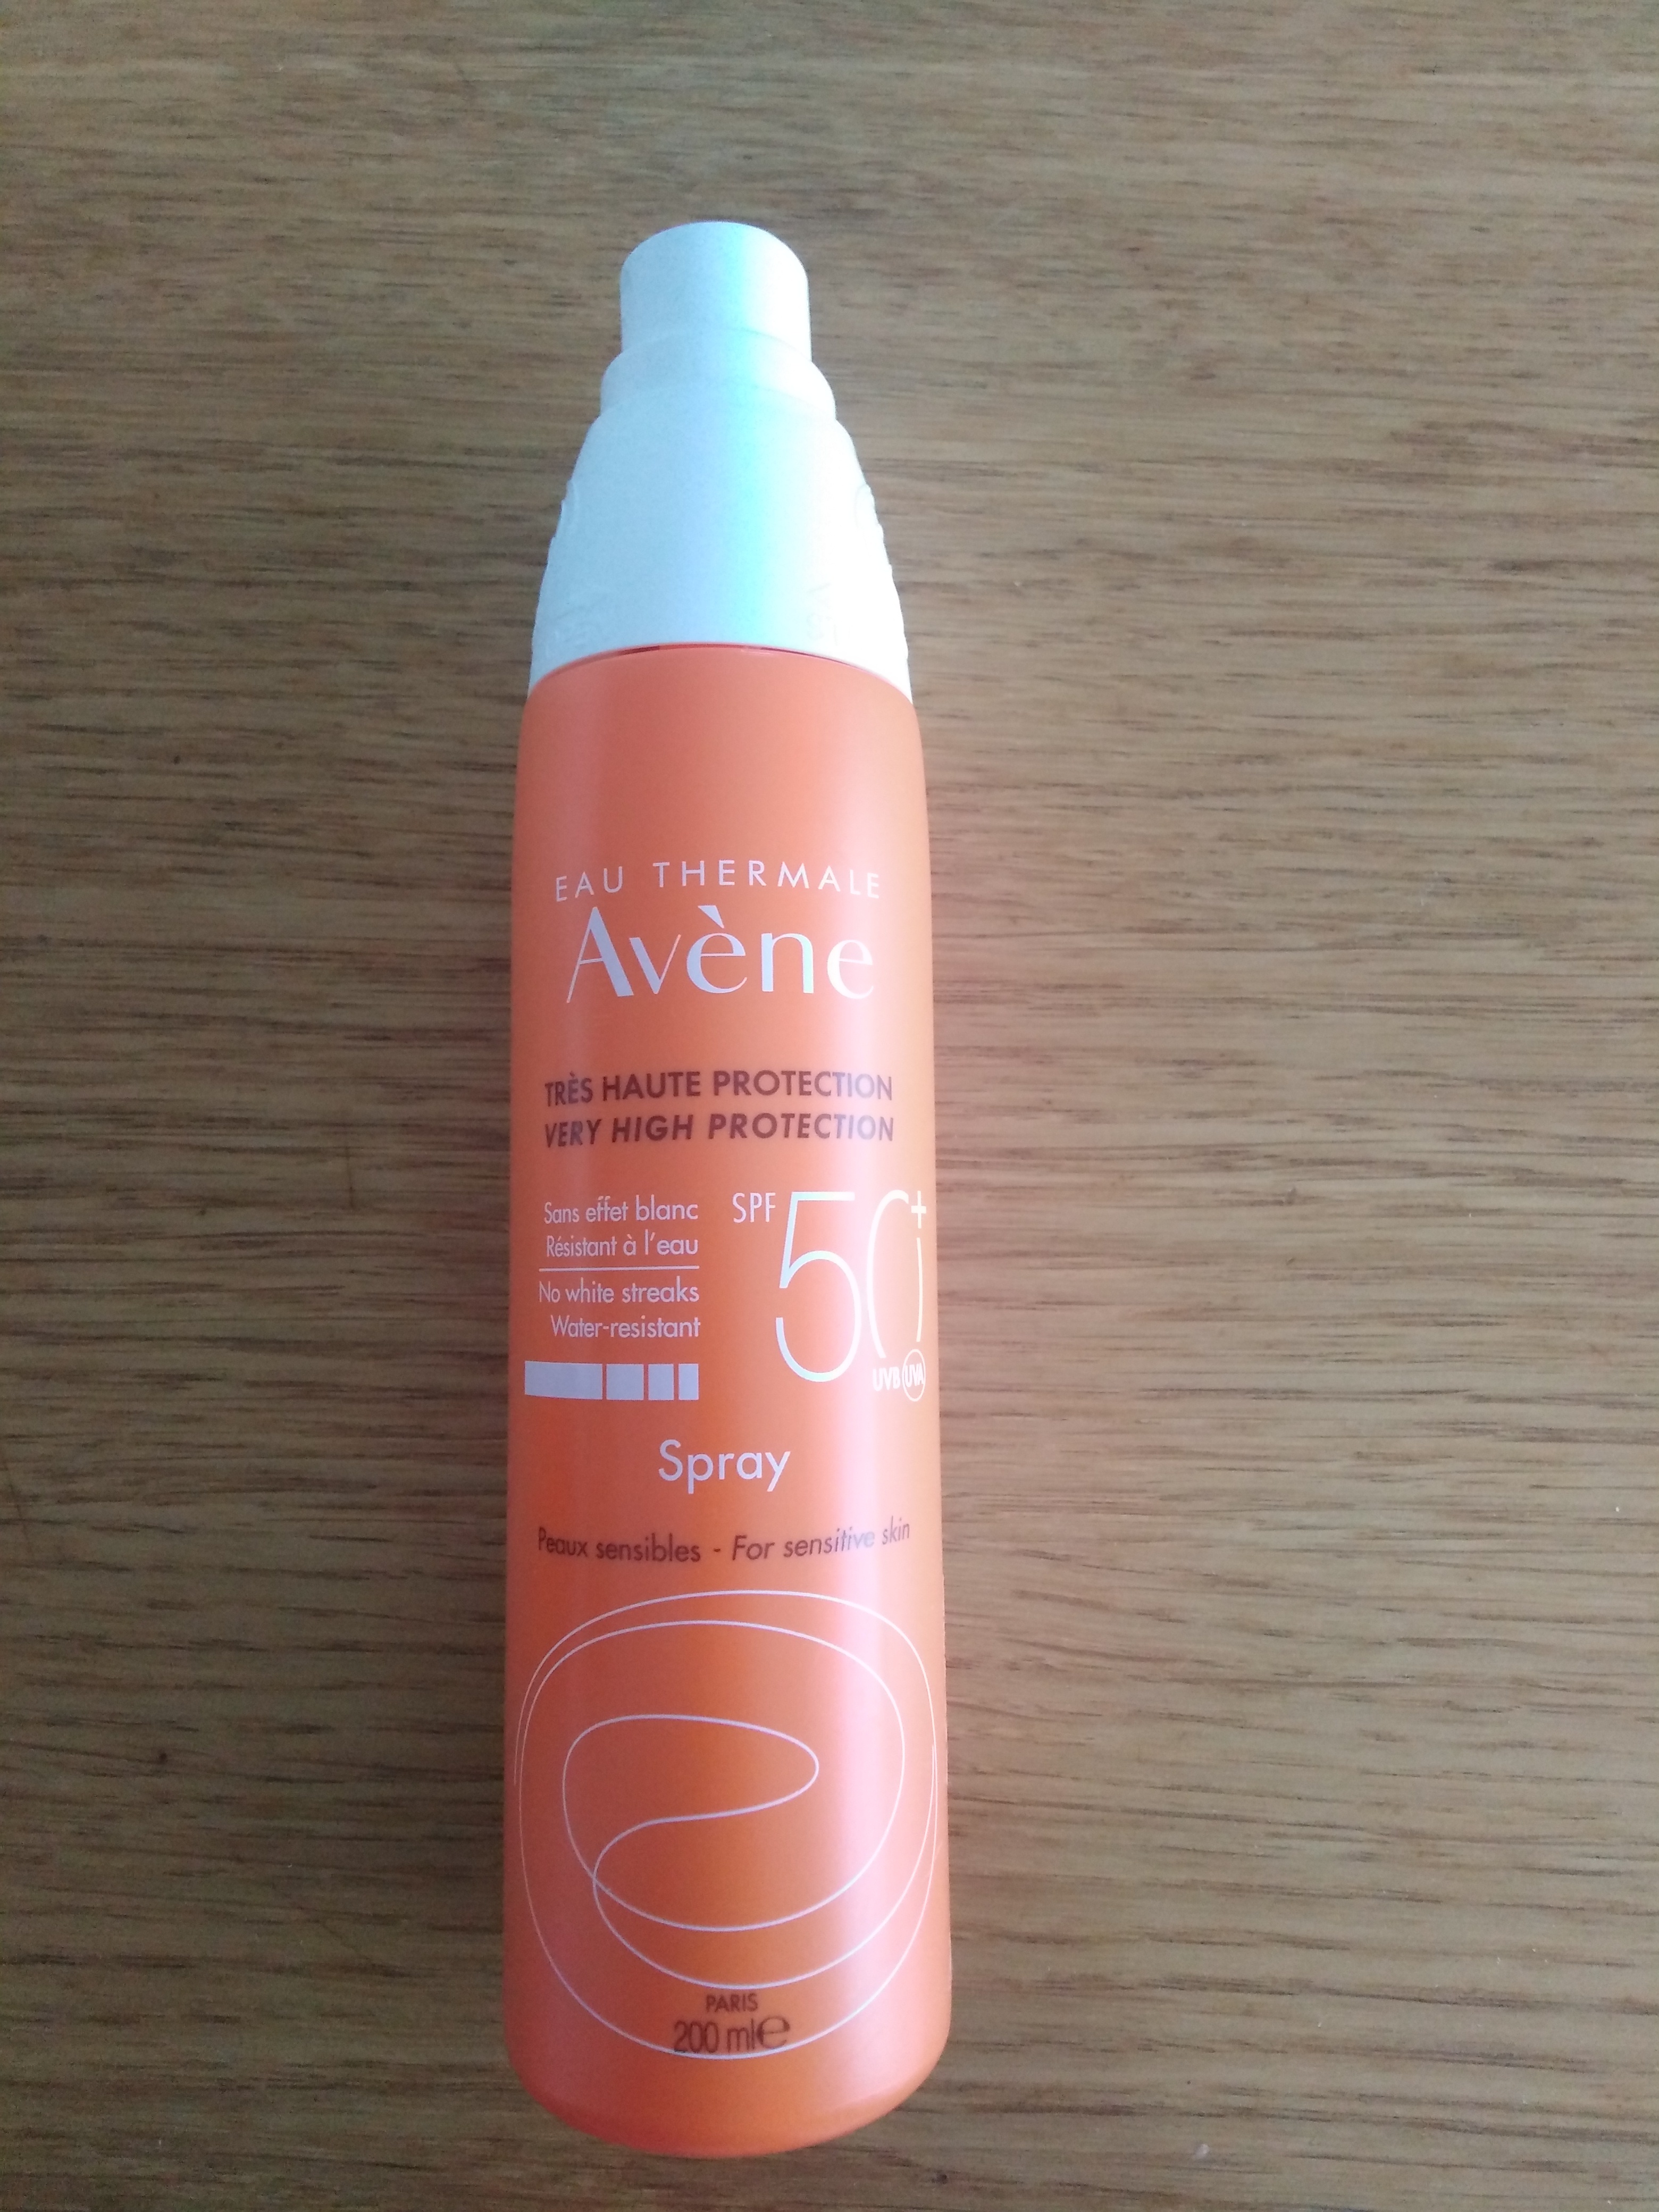 EAU THERMALE
Avène
TRÈS HAUTE PROTECTION
VERY HIGH PROTECTION
Sans effet blanc
Résistant à l'eau
No white streaks
Water-resistant
SPF 50+
UVB UVA
Spray
Peaux sensibles - For sensitive skin
PARIS
200 ml e